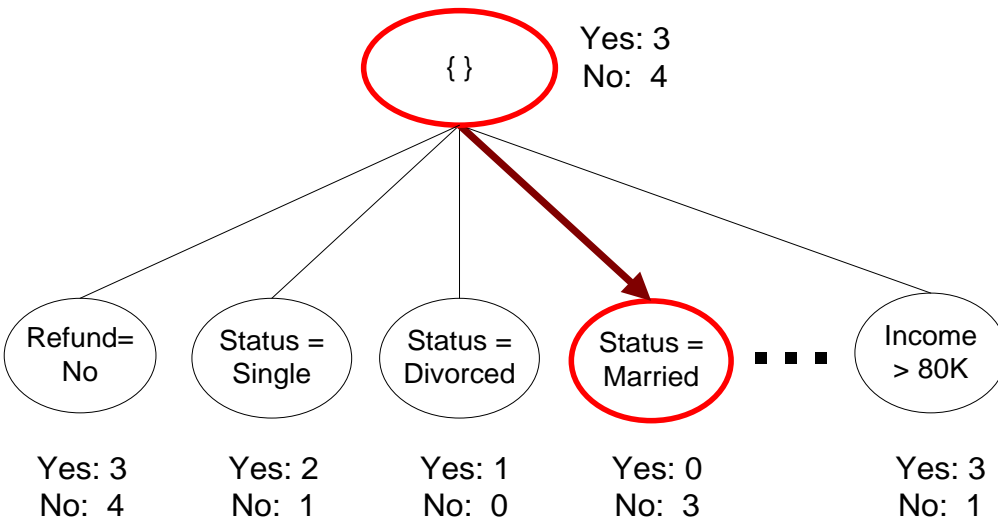 { }
Yes: 3
No: 4
Refund=
No
Status =
Single
Status =
Divorced
Status =
Married
Income
> 80K
Yes: 3
No: 4
Yes: 2
No: 1
Yes: 1
No: 0
Yes: 0
No: 3
Yes: 3
No: 1